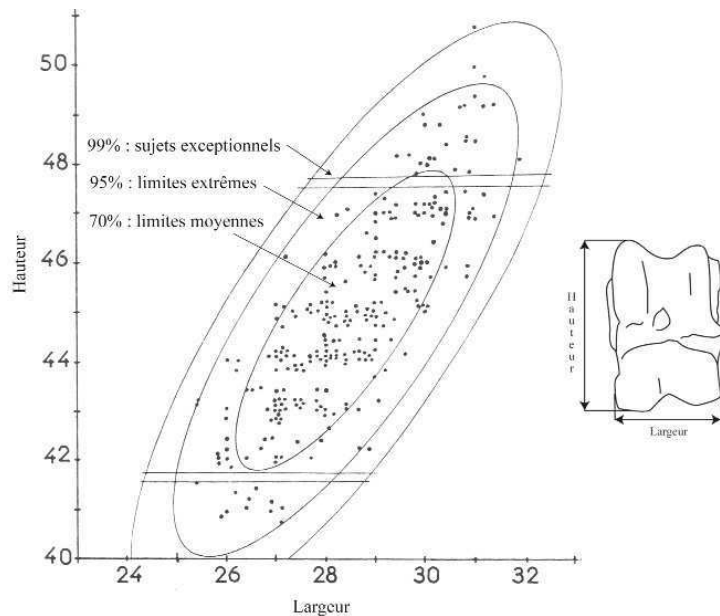 50
48
46
44
42
40
Hauteur
99% : sujets exceptionnels
95% : limites extrêmes
70% : limites moyennes
24 26 28 30 32
Largeur
Hauteur
Largeur